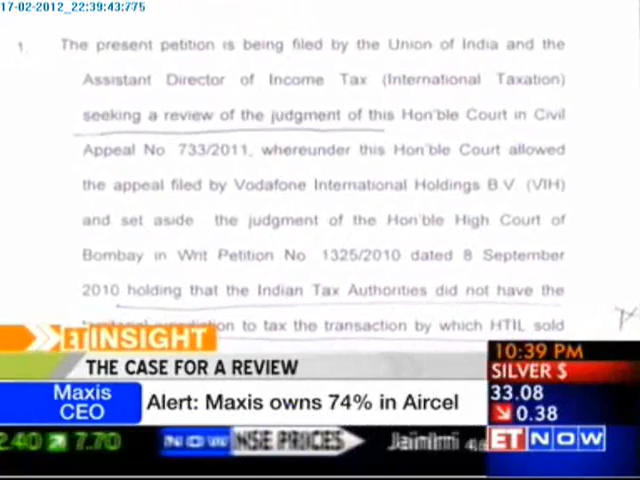 17-02-2012_22:39:43:775
1. The present petition is being filed by the Union of India and the
Assistant Director of Income Tax (International Taxation)
seeking a review of the judgment of this Hon'ble Court in Civil
Appeal No 733/2011, whereunder this Hon'ble Court allowed
the appeal filed by Vodafone International Holdings B.V. (VIH)
and set aside the judgment of the Hon'ble High Court of
Bombay in Writ Petition No 1325/2010 dated 8 September
2010 holding that the Indian Tax Authorities did not have the
to tax the transaction by which HTIL sold
ET INSIGHT
THE CASE FOR A REVIEW
10:39 PM
SILVER $
33.08
0.38
Maxis
CEO
Alert: Maxis owns 74% in Aircel
2.40 7.70 NOW NSE PRICES
ET NOW